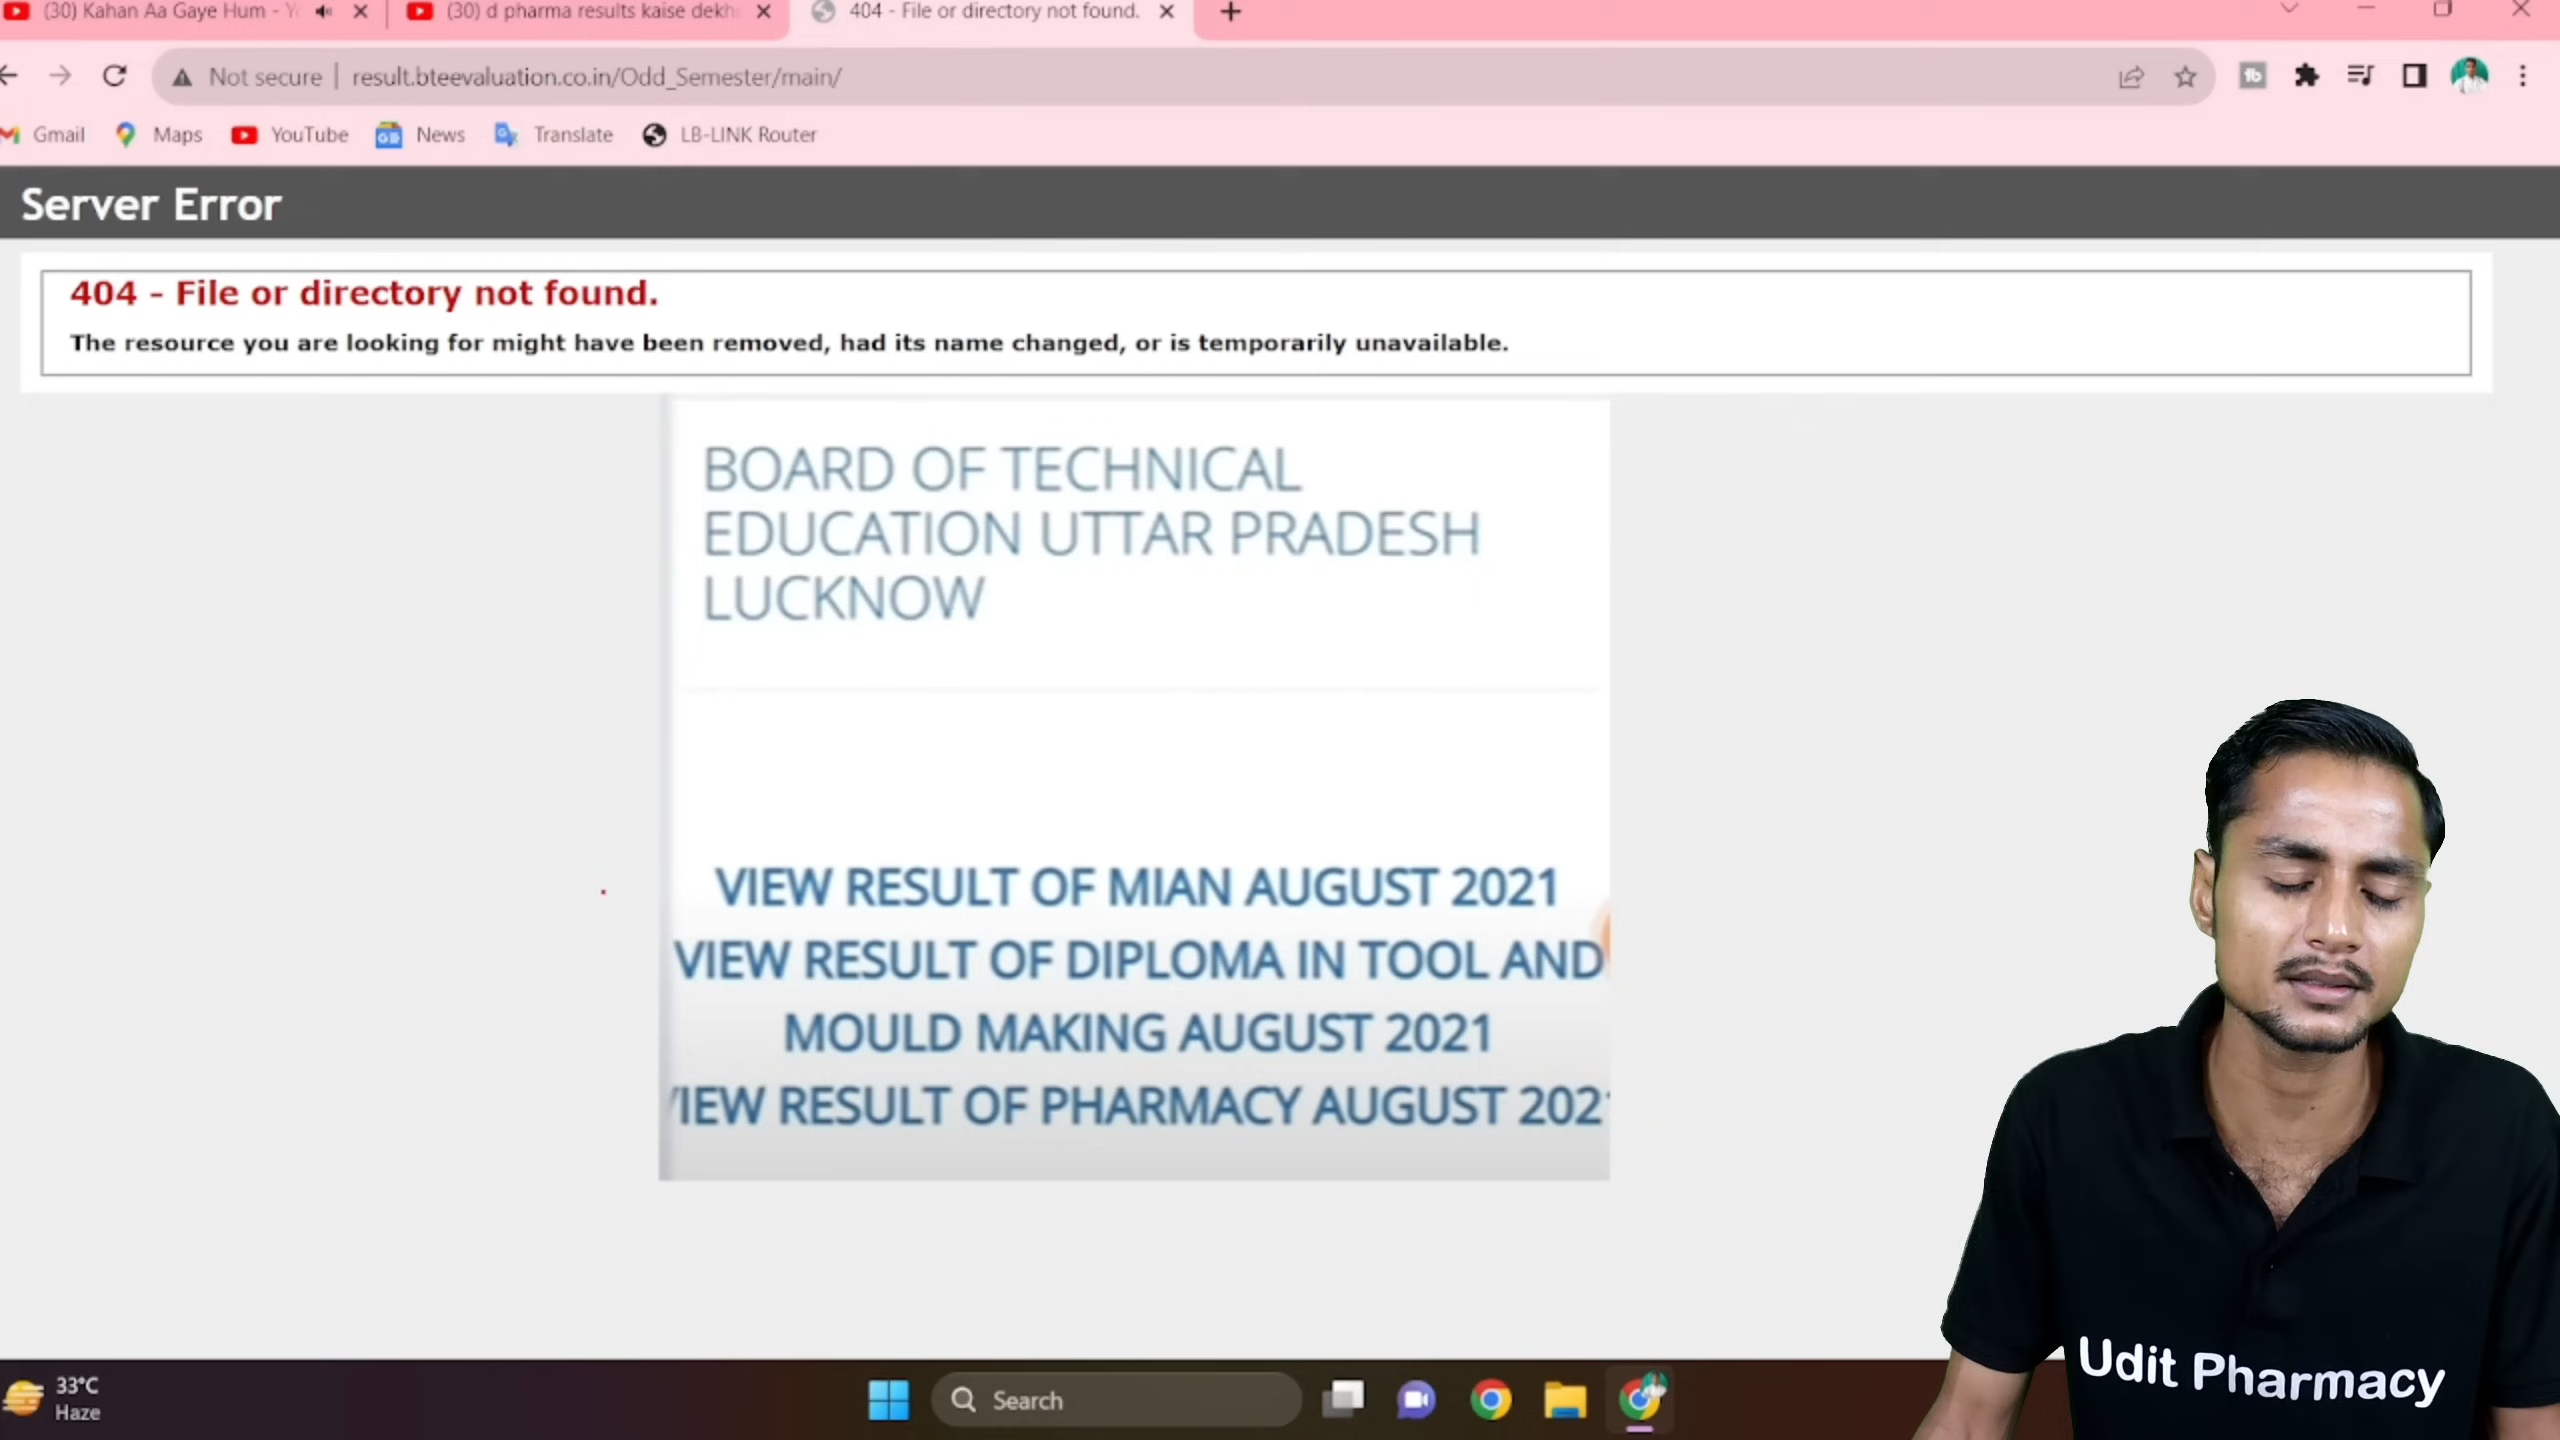 (30) Kahan Aa Gaye Hum - Y
(30) d pharma results kaise dekh
404 - File or directory not found.
Not secure | result.bteevaluation.co.in/Odd_Semester/main/
Gmail
Maps
YouTube
News
Translate
LB-LINK Router
Server Error
404 - File or directory not found.
The resource you are looking for might have been removed, had its name changed, or is temporarily unavailable.
BOARD OF TECHNICAL
EDUCATION UTTAR PRADESH
LUCKNOW
VIEW RESULT OF MIAN AUGUST 2021
VIEW RESULT OF DIPLOMA IN TOOL AND
MOULD MAKING AUGUST 2021
VIEW RESULT OF PHARMACY AUGUST 2021
Udit Pharmacy
33°C
Haze
Search